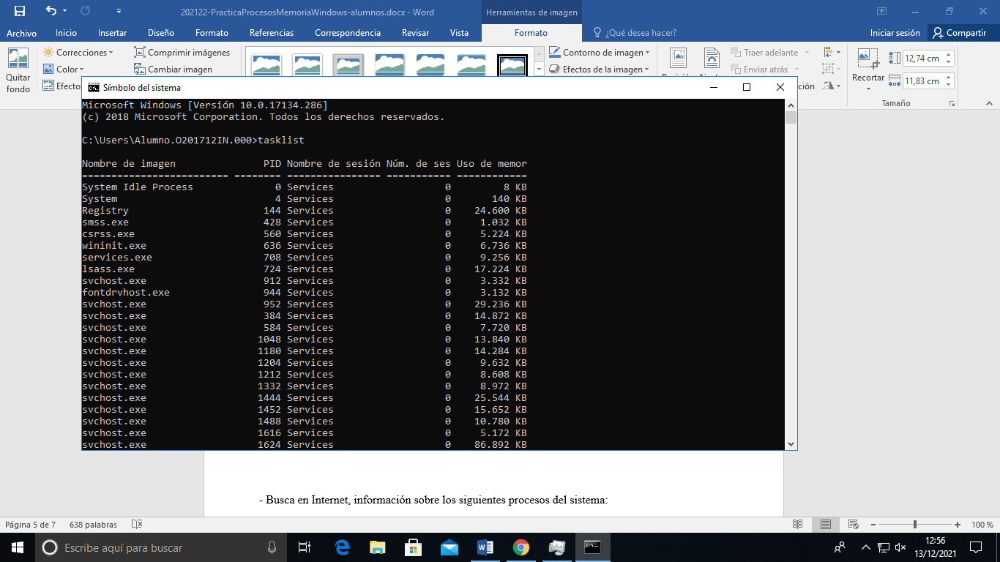 202122-PracticaProcesosMemoriaWindows-alumnos.docx - Word
Herramientas de imagen
Archivo Inicio Insertar Diseño Formato Referencias Correspondencia Revisar Vista Formato ¿Qué desea hacer? Iniciar sesión Compartir
Quitar fondo
Correcciones
Color
Comprimir imágenes
Cambiar imagen
Contorno de imagen
Efectos de la imagen
Traer adelante
Enviar atrás
Recortar
12,74 cm
11,83 cm
Tamaño
Símbolo del sistema
Microsoft Windows [Versión 10.0.17134.286]
(c) 2018 Microsoft Corporation. Todos los derechos reservados.
C:\Users\Alumno.O201712IN.000>tasklist
Nombre de imagen PID Nombre de sesión Núm. de ses Uso de memor
========================= ======== ================ =========== ============
System Idle Process 0 Services 0 8 KB
System 4 Services 0 140 KB
Registry 144 Services 0 24.600 KB
smss.exe 428 Services 0 1.032 KB
csrss.exe 560 Services 0 5.224 KB
wininit.exe 636 Services 0 6.736 KB
services.exe 708 Services 0 9.256 KB
lsass.exe 724 Services 0 17.224 KB
svchost.exe 912 Services 0 3.332 KB
fontdrvhost.exe 944 Services 0 3.132 KB
svchost.exe 952 Services 0 29.236 KB
svchost.exe 384 Services 0 14.872 KB
svchost.exe 584 Services 0 7.720 KB
svchost.exe 1048 Services 0 13.840 KB
svchost.exe 1180 Services 0 14.284 KB
svchost.exe 1204 Services 0 9.632 KB
svchost.exe 1212 Services 0 8.608 KB
svchost.exe 1332 Services 0 8.972 KB
svchost.exe 1444 Services 0 25.544 KB
svchost.exe 1452 Services 0 15.652 KB
svchost.exe 1488 Services 0 10.780 KB
svchost.exe 1616 Services 0 5.172 KB
svchost.exe 1624 Services 0 86.892 KB
- Busca en Internet, información sobre los siguientes procesos del sistema:
Página 5 de 7 638 palabras 100 %
Escribe aquí para buscar
12:56
13/12/2021